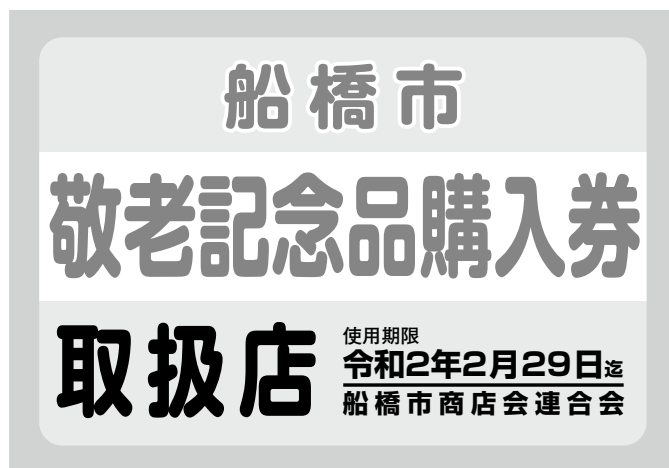 船橋市
敬老記念品購入券
取扱店
使用期限
令和2年2月29日迄
船橋市商店会連合会